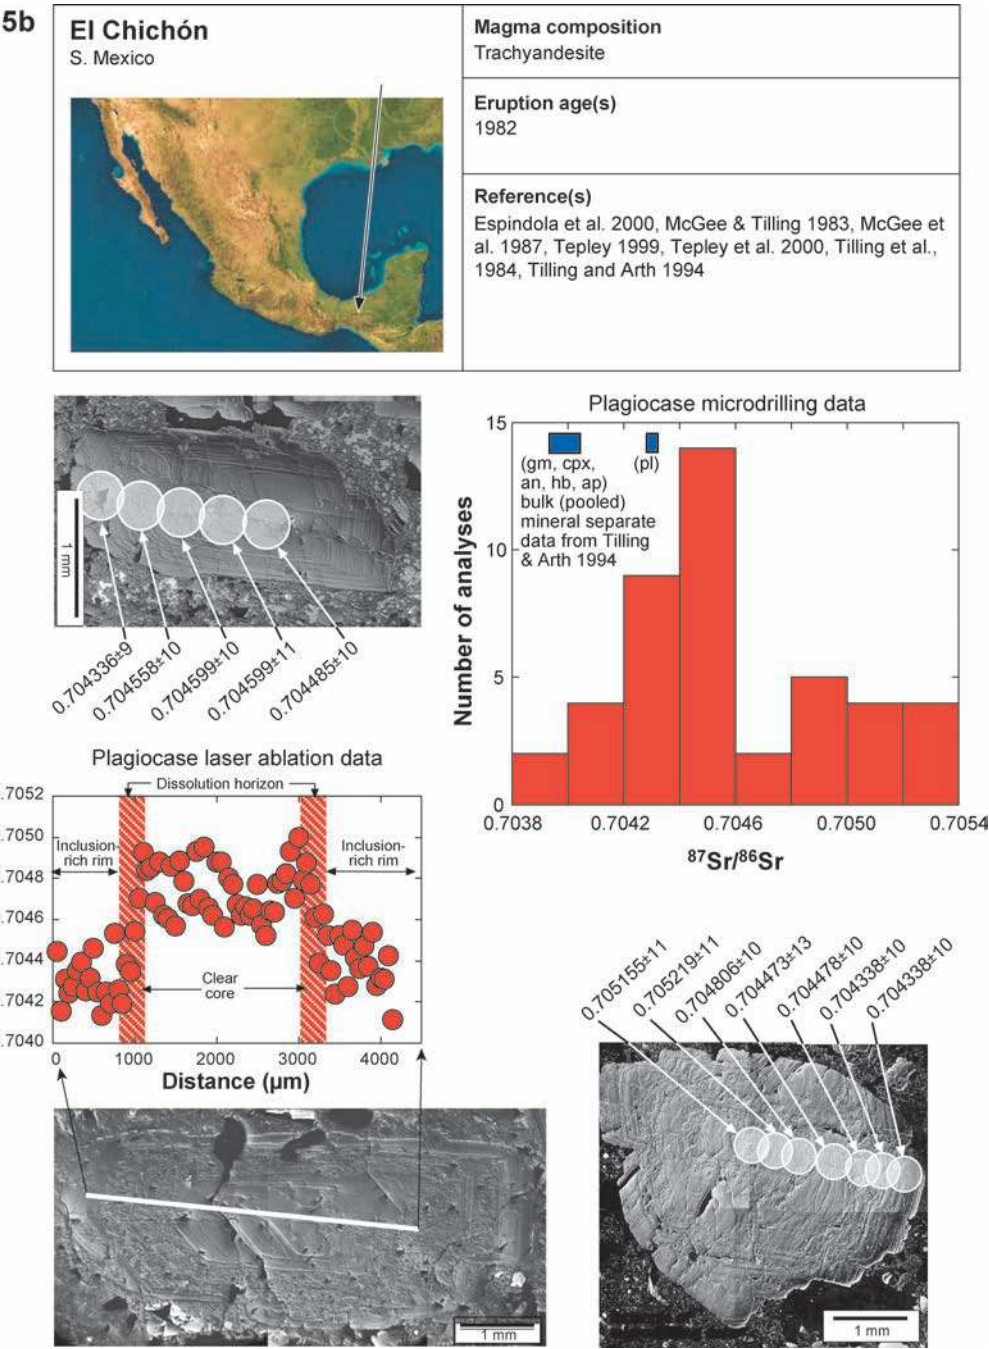 5b
El Chichón
S. Mexico
Magma composition
Trachyandesite
Eruption age(s)
1982
Reference(s)
Espindola et al. 2000, McGee & Tilling 1983, McGee et
al. 1987, Tepley 1999, Tepley et al. 2000, Tilling et al.,
1984, Tilling and Arth 1994
1 mm
0.704336±9
0.704558±10
0.704599±10
0.704599±11
0.704485±10
Plagiocase microdrilling data
15
10
5
0
Number of analyses
(gm, cpx,
an, hb, ap)
bulk (pooled)
mineral separate
data from Tilling
& Arth 1994
(pl)
0.7038
0.7042
0.7046
0.7050
0.7054
⁸⁷Sr/⁸⁶Sr
Plagiocase laser ablation data
Dissolution horizon
Inclusion-
rich rim
Inclusion-
rich rim
Clear
core
.7052
.7050
.7048
.7046
.7044
.7042
.7040
0
1000
2000
3000
4000
Distance (µm)
1 mm
0.705155±11
0.705219±11
0.704806±10
0.704473±13
0.704478±10
0.704338±10
0.704338±10
1 mm